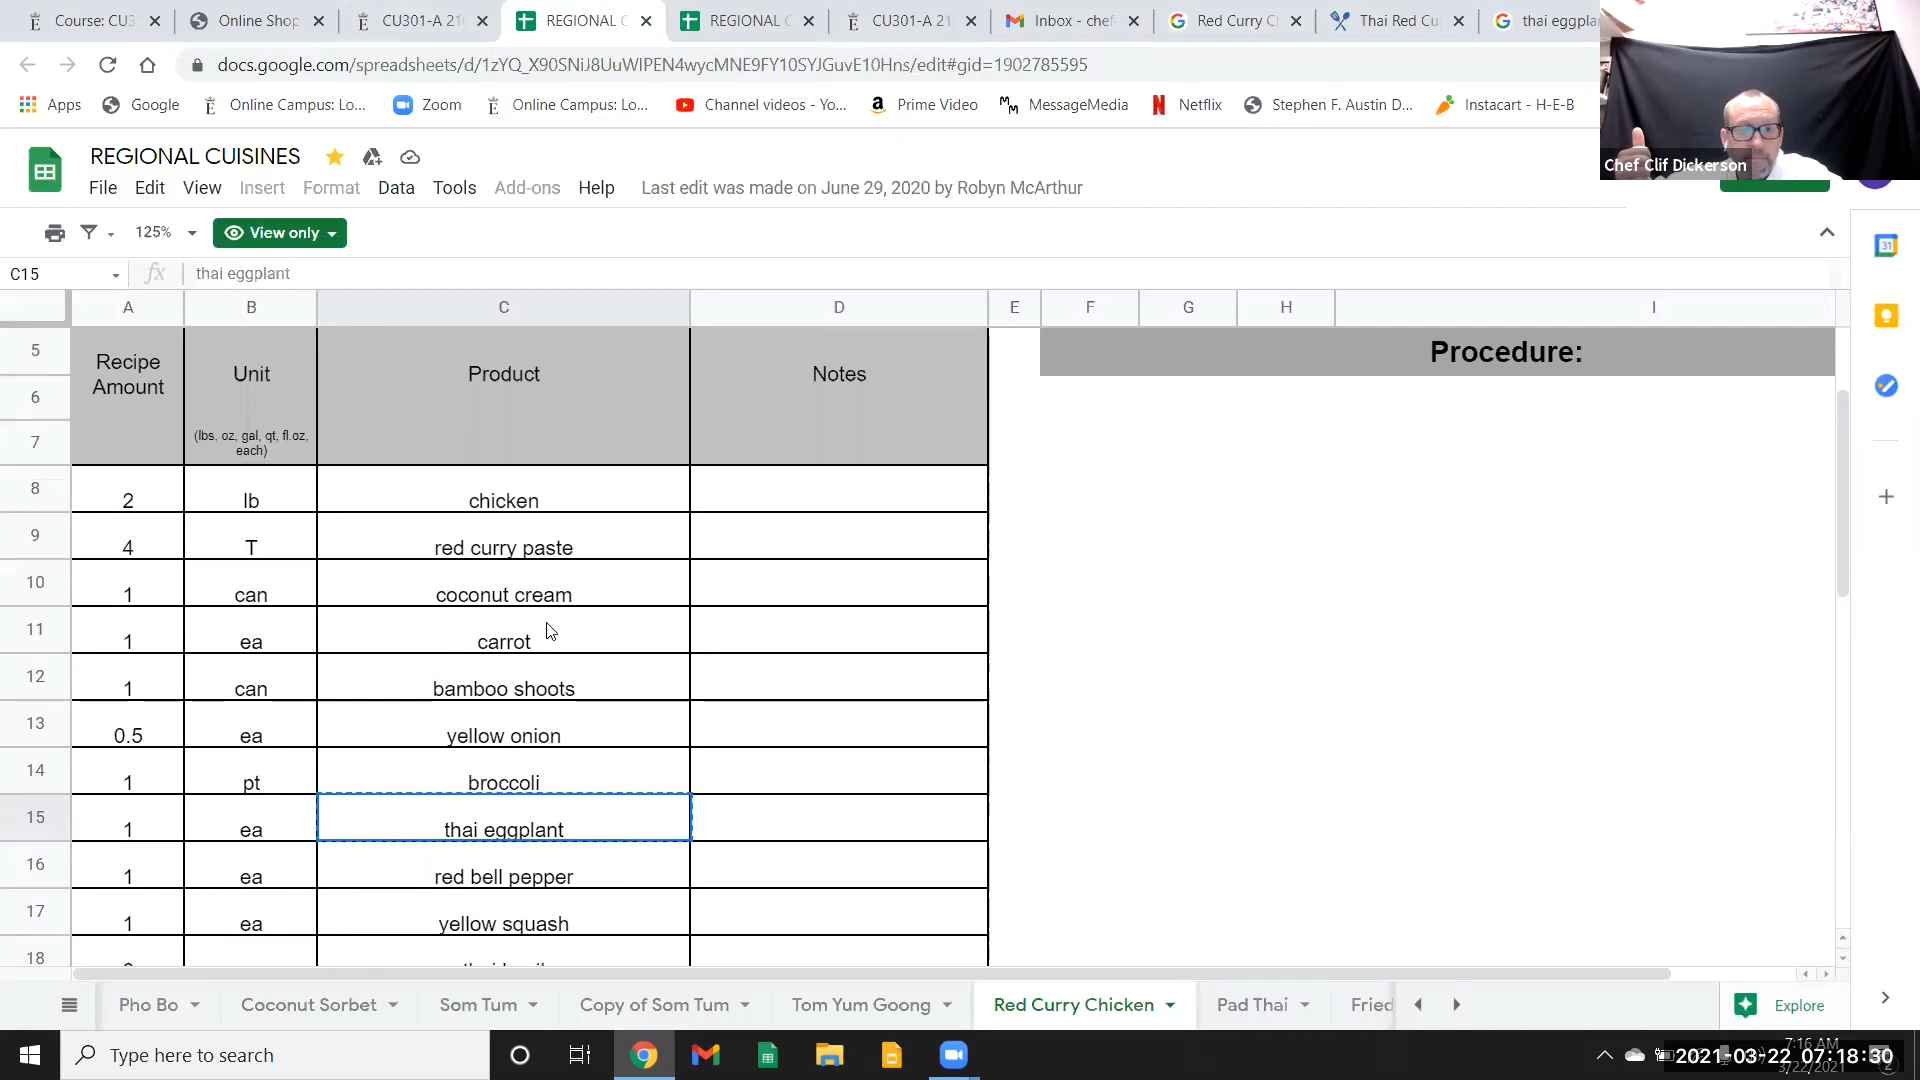 Course: CU3
Online Shop
CU301-A 21
REGIONAL C
REGIONAL C
CU301-A 21
Inbox - chef
Red Curry C
Thai Red Cu
thai eggpla
docs.google.com/spreadsheets/d/1zYQ_X90SNiJ8UuWIPEN4wycMNE9FY10SYJGuvE10Hns/edit#gid=1902785595
Apps
Google
Online Campus: Lo...
Zoom
Online Campus: Lo...
Channel videos - Yo...
Prime Video
MessageMedia
Netflix
Stephen F. Austin D...
Instacart - H-E-B
Chef Clif Dickerson
REGIONAL CUISINES
File Edit View Insert Format Data Tools Add-ons Help Last edit was made on June 29, 2020 by Robyn McArthur
125% View only
C15 fx thai eggplant
A B C D E F G H I
5 Recipe Amount Unit Product Notes Procedure:
6
7 (lbs, oz, gal, qt, fl.oz, each)
8 2 lb chicken
9 4 T red curry paste
10 1 can coconut cream
11 1 ea carrot
12 1 can bamboo shoots
13 0.5 ea yellow onion
14 1 pt broccoli
15 1 ea thai eggplant
16 1 ea red bell pepper
17 1 ea yellow squash
18
Pho Bo Coconut Sorbet Som Tum Copy of Som Tum Tom Yum Goong Red Curry Chicken Pad Thai Fried Explore
Type here to search
7:16 AM
2021-03-22 07:18:30
3/22/2021